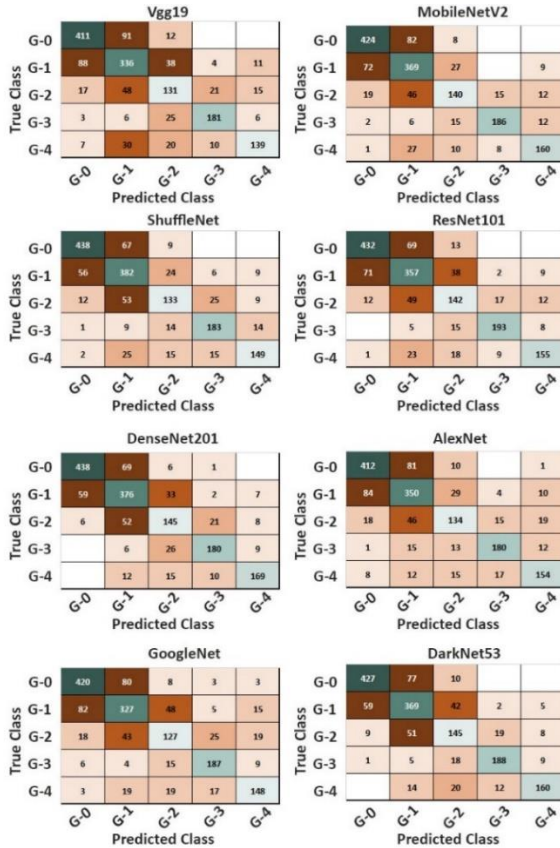 Vgg19
True Class
G-0 411 91 12
G-1 88 336 38 4 11
G-2 17 48 131 21 15
G-3 3 6 25 181 6
G-4 7 30 20 10 139
G-0 G-1 G-2 G-3 G-4
Predicted Class
MobileNetV2
True Class
G-0 424 82 8
G-1 72 369 27 9
G-2 19 46 140 15 12
G-3 2 6 15 186 12
G-4 1 27 10 8 160
G-0 G-1 G-2 G-3 G-4
Predicted Class
ShuffleNet
True Class
G-0 438 67 9
G-1 56 382 24 6 9
G-2 12 53 133 25 9
G-3 1 9 14 183 14
G-4 2 25 15 15 149
G-0 G-1 G-2 G-3 G-4
Predicted Class
ResNet101
True Class
G-0 432 69 13
G-1 71 357 38 2 9
G-2 12 49 142 17 12
G-3 5 15 193 8
G-4 1 23 18 9 155
G-0 G-1 G-2 G-3 G-4
Predicted Class
DenseNet201
True Class
G-0 438 69 6 1
G-1 59 376 33 2 7
G-2 6 52 145 21 8
G-3 6 26 180 9
G-4 12 15 10 169
G-0 G-1 G-2 G-3 G-4
Predicted Class
AlexNet
True Class
G-0 412 81 10 1
G-1 84 350 29 4 10
G-2 18 46 134 15 19
G-3 1 15 13 180 12
G-4 8 12 15 17 154
G-0 G-1 G-2 G-3 G-4
Predicted Class
GoogleNet
True Class
G-0 420 80 8 3 3
G-1 82 327 48 5 15
G-2 18 43 127 25 19
G-3 6 4 15 187 9
G-4 3 19 19 17 148
G-0 G-1 G-2 G-3 G-4
Predicted Class
DarkNet53
True Class
G-0 427 77 10
G-1 59 369 42 2 5
G-2 9 51 145 19 8
G-3 1 5 18 188 9
G-4 14 20 12 160
G-0 G-1 G-2 G-3 G-4
Predicted Class